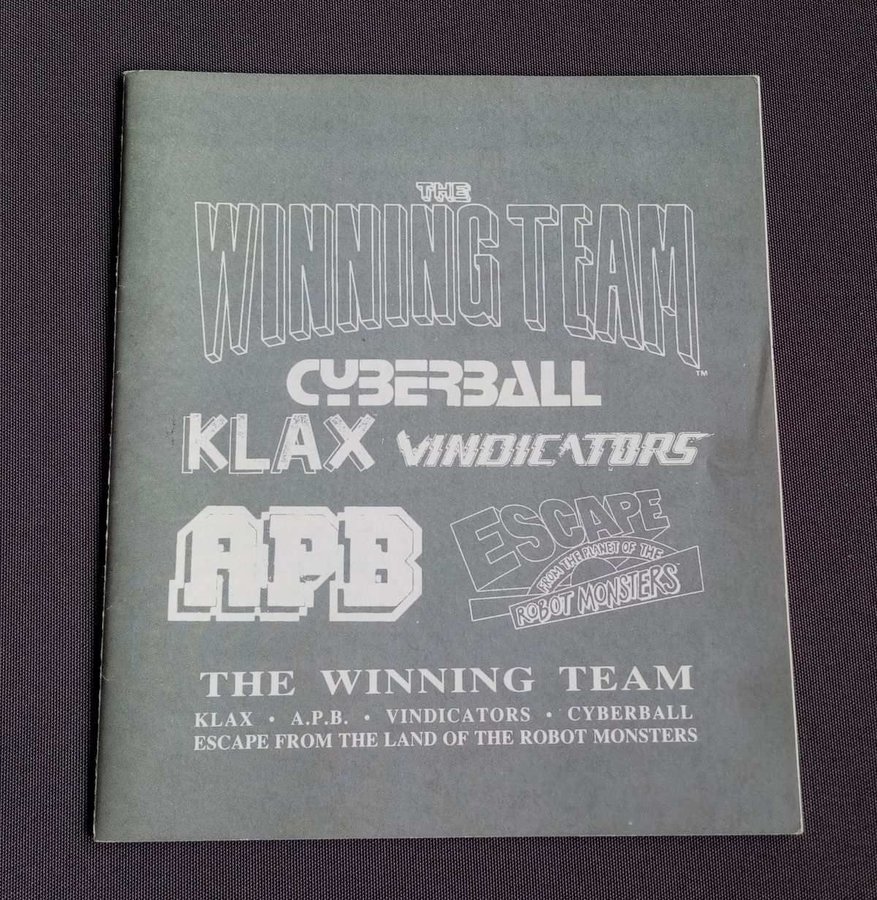 THE
WINNING TEAM™
CYBERBALL
KLAX VINDICATORS
APB
ESCAPE
FROM THE PLANET OF THE
ROBOT MONSTERS
THE WINNING TEAM
KLAX • A.P.B. • VINDICATORS • CYBERBALL
ESCAPE FROM THE LAND OF THE ROBOT MONSTERS